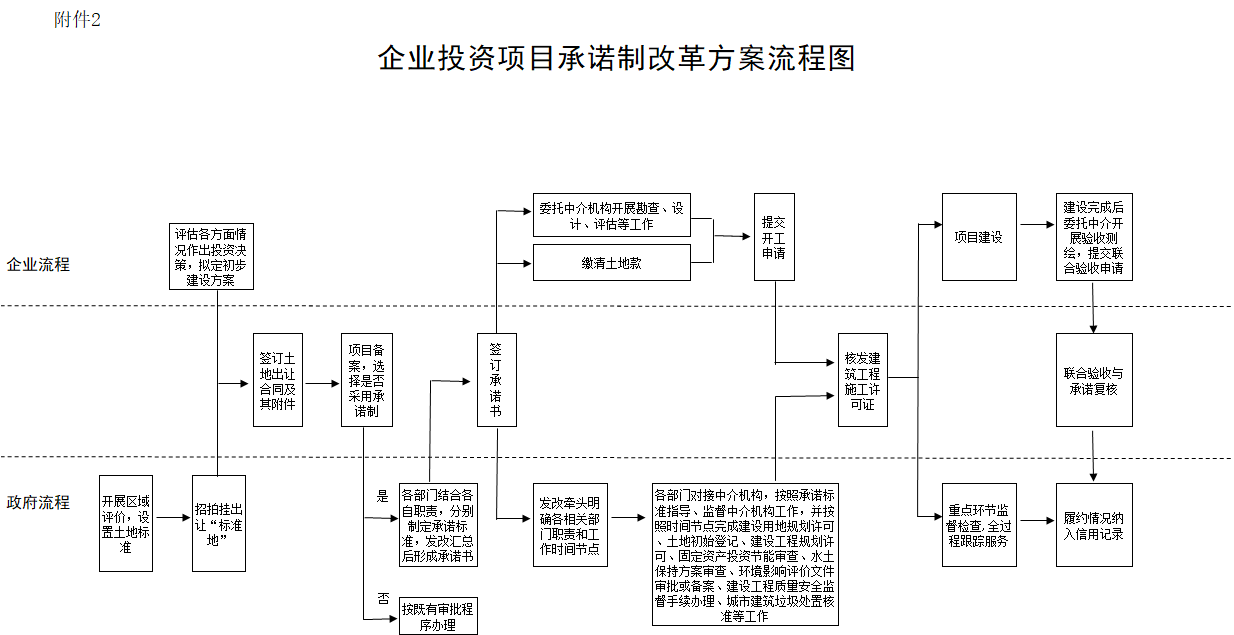 附件2
企业投资项目承诺制改革方案流程图
企业流程
评估各方面情
况作出投资决
策，拟定初步
建设方案
委托中介机构开展勘查、设
计、评估等工作
缴清土地款
提交
开工
申请
项目建设
建设完成后
委托中介开
展验收测
绘，提交联
合验收申请
签订土
地出让
合同及
其附件
项目备
案，选
择是否
采用承
诺制
签
订
承
诺
书
核发建
筑工程
施工许
可证
联合验收与
承诺复核
政府流程
开展区域
评价，设
置土地标
准
招拍挂出
让“标准
地”
是
各部门结合各
自职责，分别
制定承诺标
准，发改汇总
后形成承诺书
否
按既有审批程
序办理
发改牵头明
确各相关部
门职责和工
作时间节点
各部门对接中介机构，按照承诺标
准指导、监督中介机构工作，并按
照时间节点完成建设用地规划许可
、土地初始登记、建设工程规划许
可、固定资产投资节能审查、水土
保持方案审查、环境影响评价文件
审批或备案、建设工程质量安全监
督手续办理、城市建筑垃圾处置核
准等工作
重点环节监
督检查,全过
程跟踪服务
履约情况纳
入信用记录